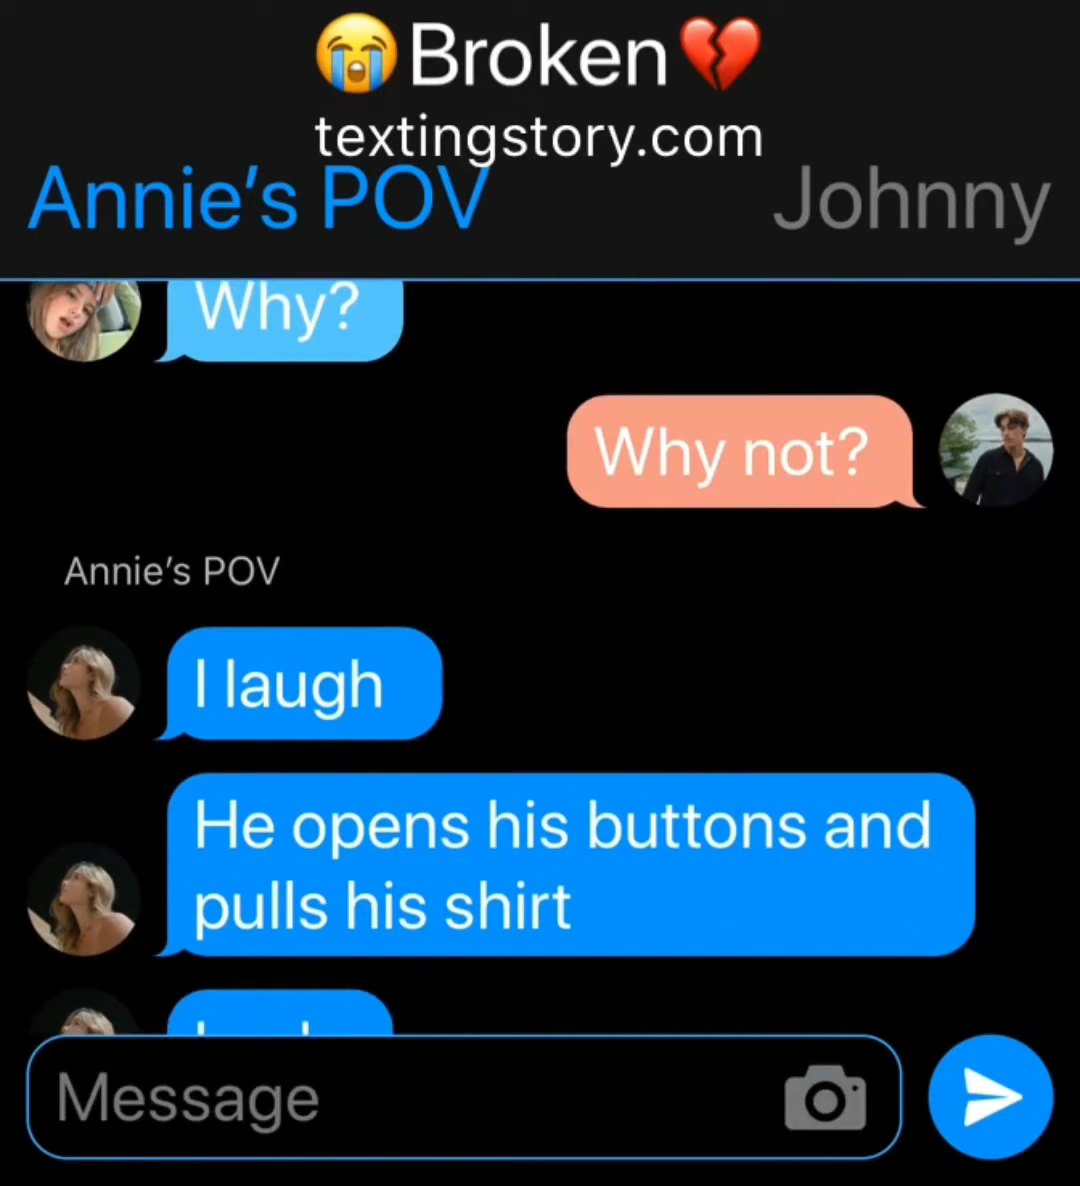 😭Broken💔
textingstory.com
Annie's POV
Johnny
Why?
Why not?
Annie's POV
I laugh
He opens his buttons and
pulls his shirt
Message